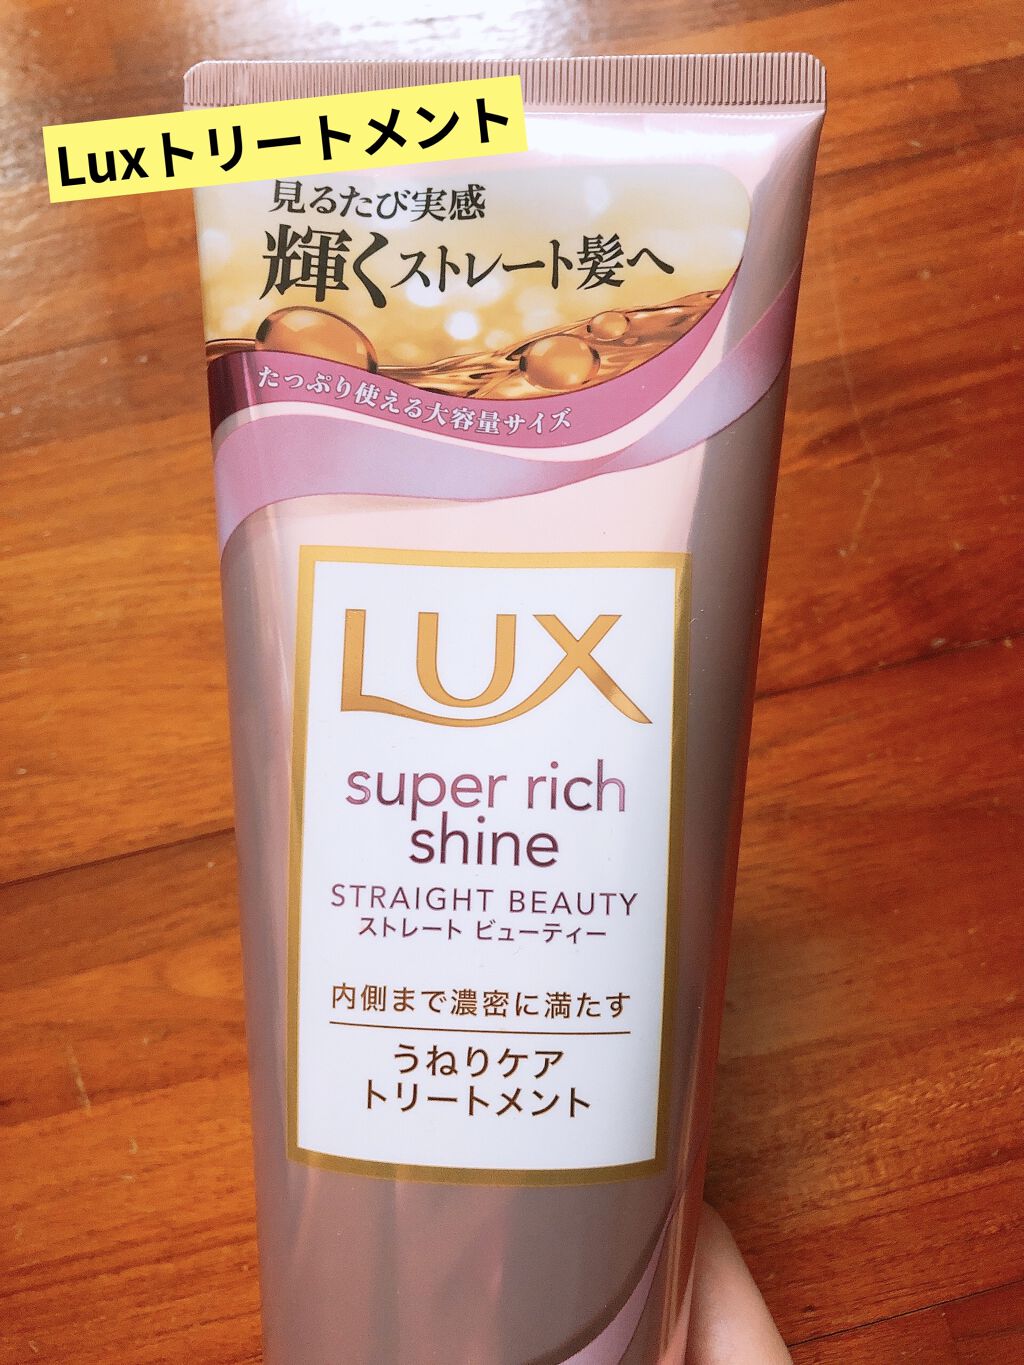 Luxトリートメント
見るたび実感
輝くストレート髪へ
たっぷり使える大容量サイズ
LUX
super rich
shine
STRAIGHT BEAUTY
ストレート ビューティー
内側まで濃密に満たす
うねりケア
トリートメント